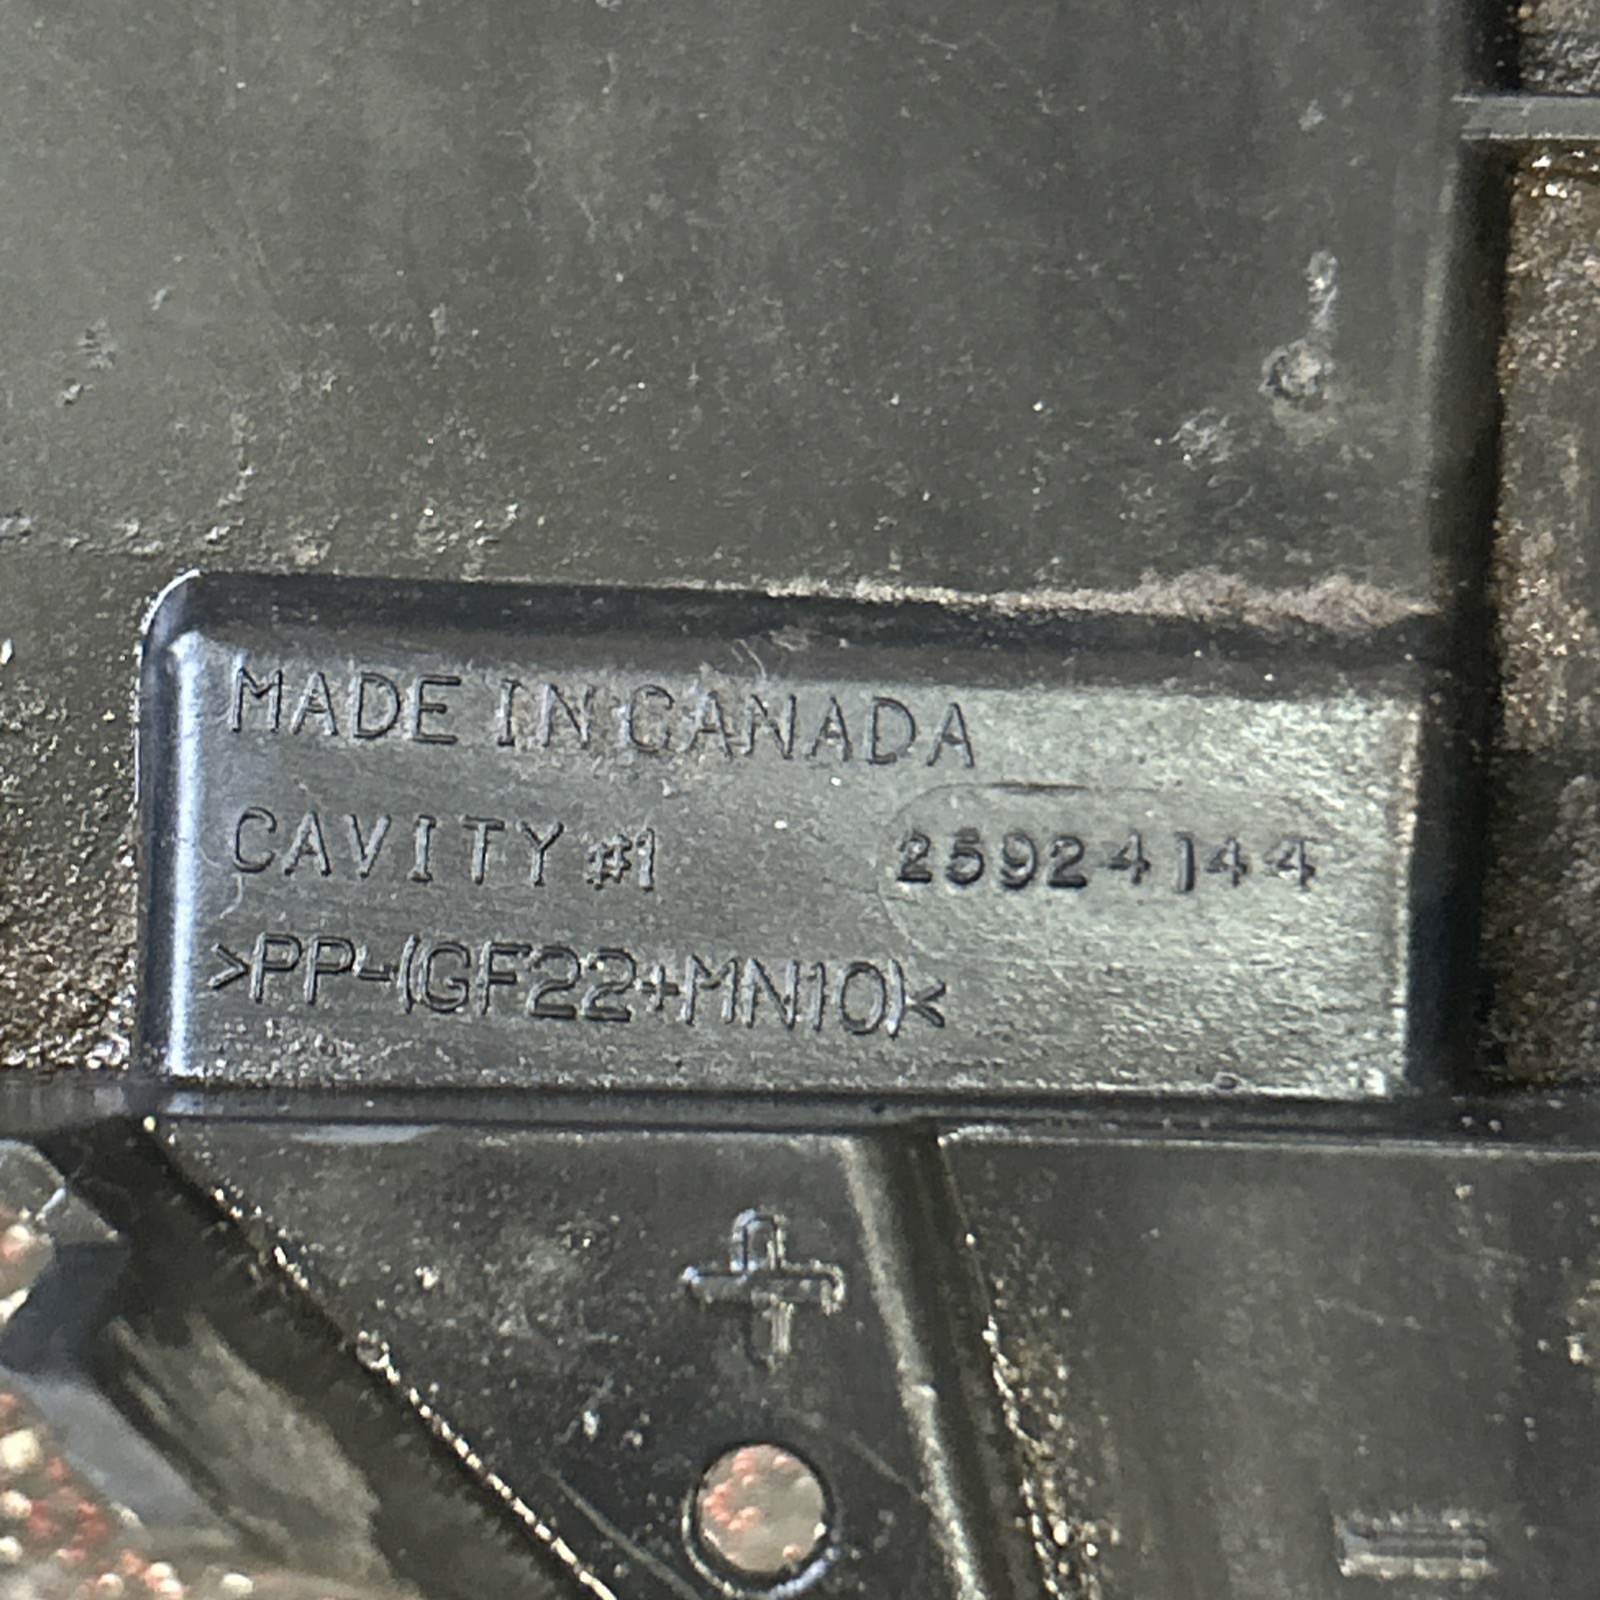 MADE IN CANADA
CAVITY #1 25924144
>PP-(GF22+MN10)<
+
-